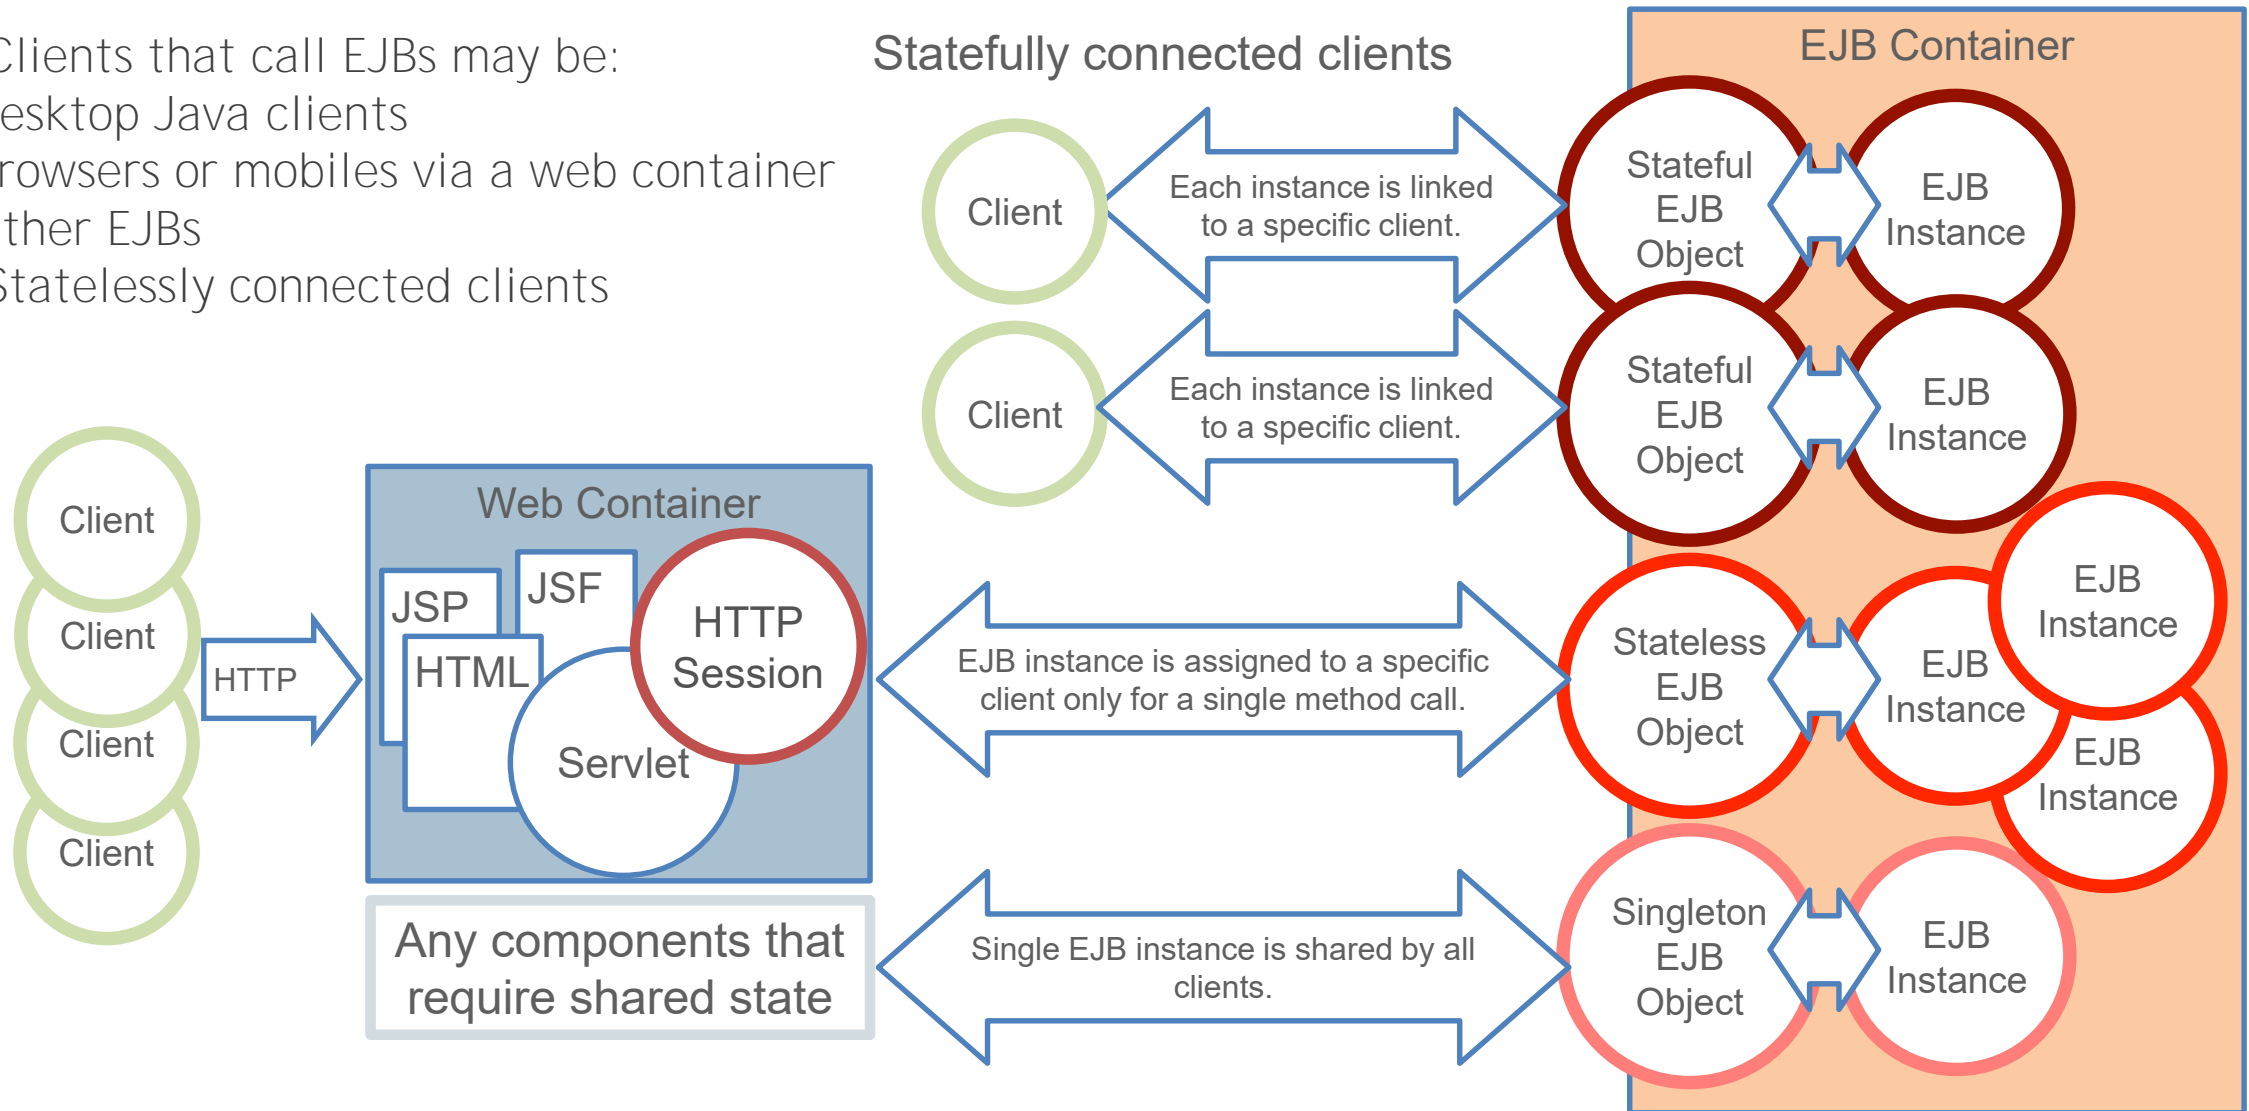 Clients that call EJBs may be:
esktop Java clients
rowsers or mobiles via a web container
ther EJBs
Statelessly connected clients
Statefully connected clients
EJB Container
Client
Each instance is linked
to a specific client.
Stateful
EJB
Object
EJB
Instance
Client
Each instance is linked
to a specific client.
Stateful
EJB
Object
EJB
Instance
Client
Client
Client
Client
HTTP
Web Container
JSP
JSF
HTML
Servlet
HTTP
Session
EJB instance is assigned to a specific
client only for a single method call.
Stateless
EJB
Object
EJB
Instance
EJB
Instance
EJB
Instance
Any components that
require shared state
Single EJB instance is shared by all
clients.
Singleton
EJB
Object
EJB
Instance